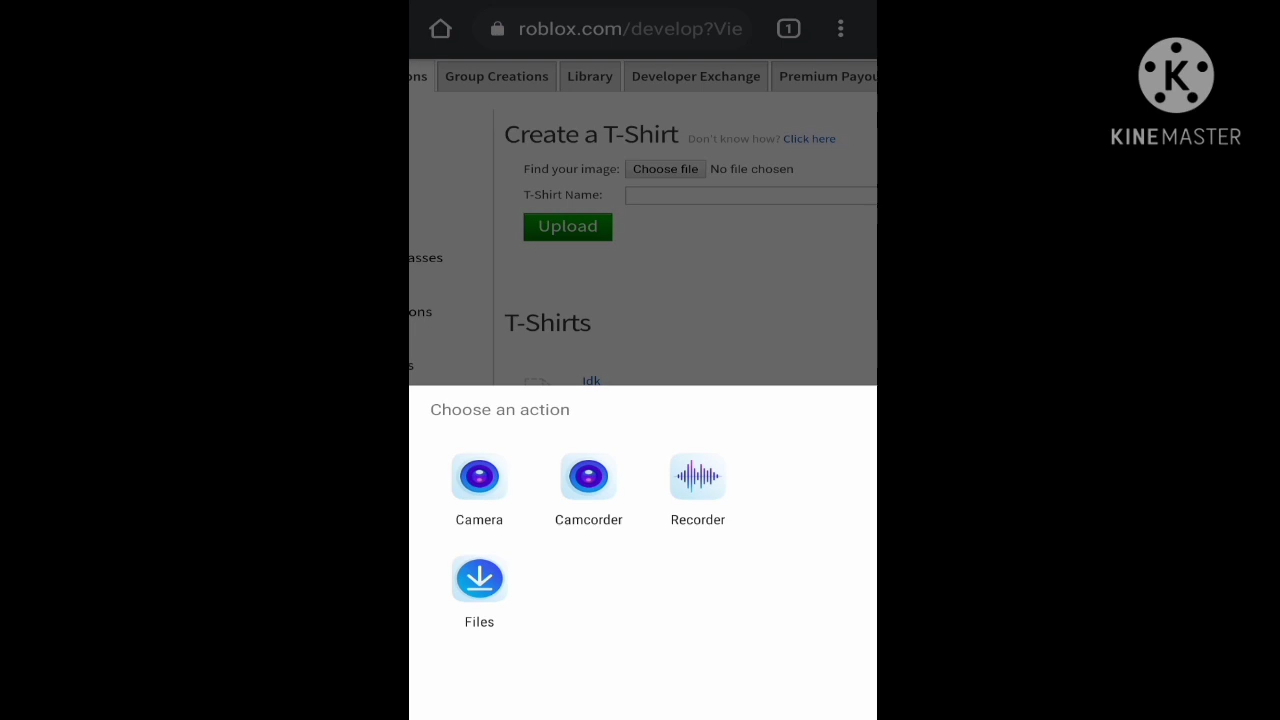 roblox.com/develop?Vie
1
K
KINEMASTER
ons Group Creations Library Developer Exchange Premium Payou
Create a T-Shirt Don't know how? Click here
Find your image: Choose file No file chosen
T-Shirt Name:
Upload
asses
ons
s
T-Shirts
Idk
Choose an action
Camera Camcorder Recorder
Files